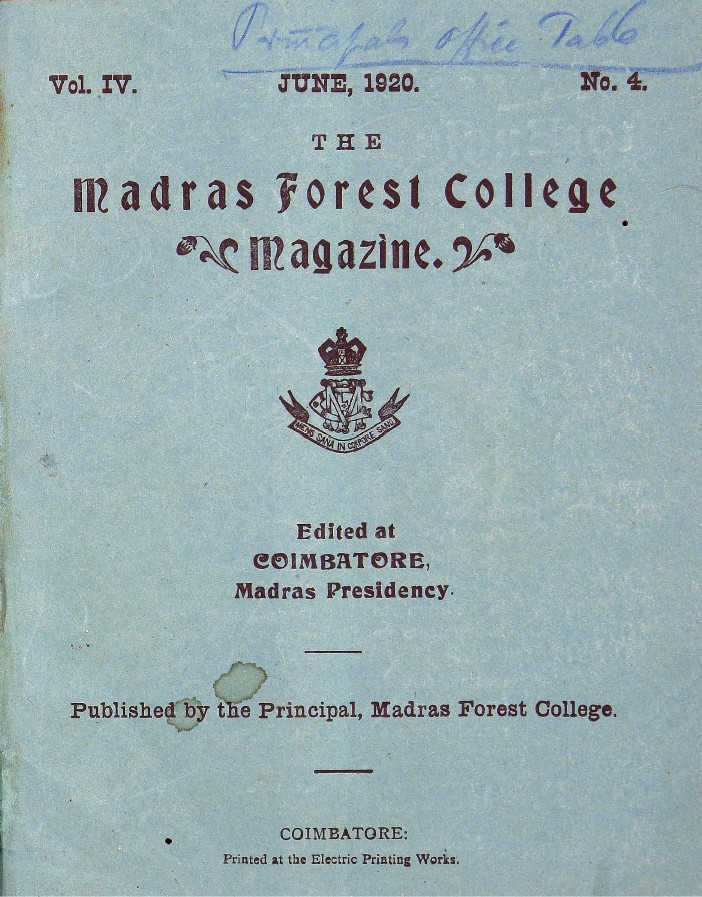 Principals office Table
Vol. IV. JUNE, 1920. No. 4.
THE
Madras Forest College
Magazine.
MENS SANA IN CORPORE SANO
Edited at
COIMBATORE,
Madras Presidency.
Published by the Principal, Madras Forest College.
COIMBATORE:
Printed at the Electric Printing Works.